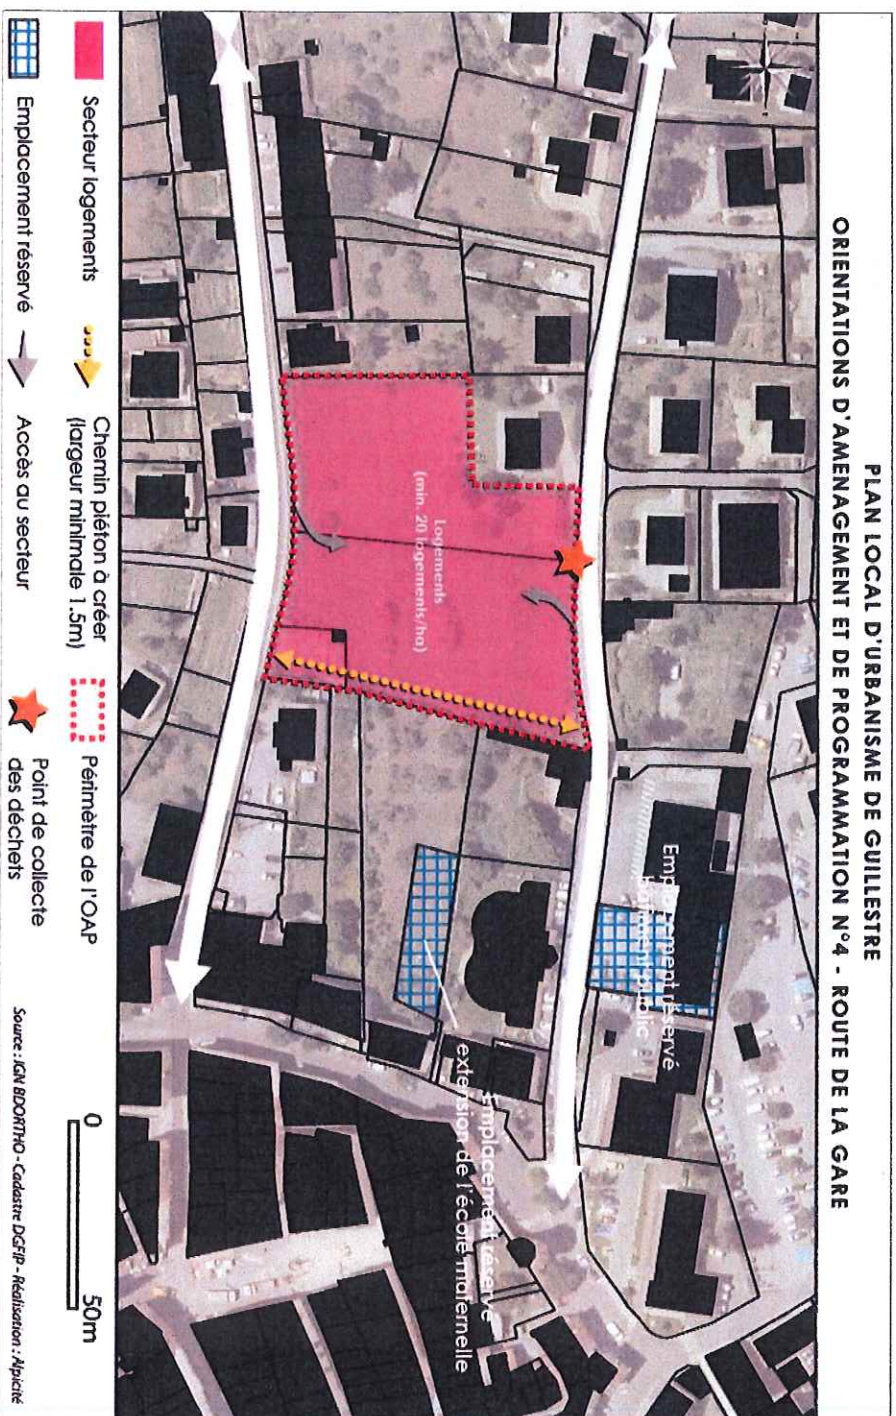 PLAN LOCAL D'URBANISME DE GUILLESTRE
ORIENTATIONS D'AMENAGEMENT ET DE PROGRAMMATION N°4 - ROUTE DE LA GARE
Emplacement réservé
bâtiment public
Logements
(min. 20 logements/ha)
Emplacement réservé
extension de l'école maternelle
Secteur logements
Chemin piéton à créer
(largeur minimale 1.5m)
Périmètre de l'OAP
0
50m
Emplacement réservé
Accès au secteur
Point de collecte
des déchets
Source : IGN BDORTHO - Cadastre DGFIP - Réalisation : Alpicité